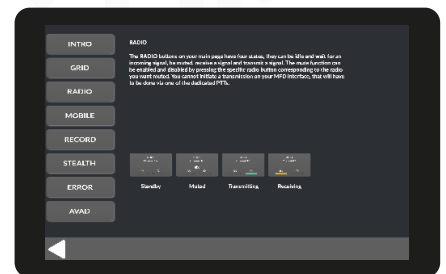 INTRO
GRID
RADIO
MOBILE
RECORD
STEALTH
ERROR
AVAD
RADIO
The RADIO buttons on your main page have four status, they can be idle and wait for an
incoming signal, be muted, receive a signal and transmit a signal. The mute function can
be enabled and disabled by pressing the specific radio button corresponding to the radio
you want muted. You cannot initiate a transmission on your MFD interface, that will have
to be done via one of the dedicated PTTs.
Standby
Muted
Transmitting
Receiving